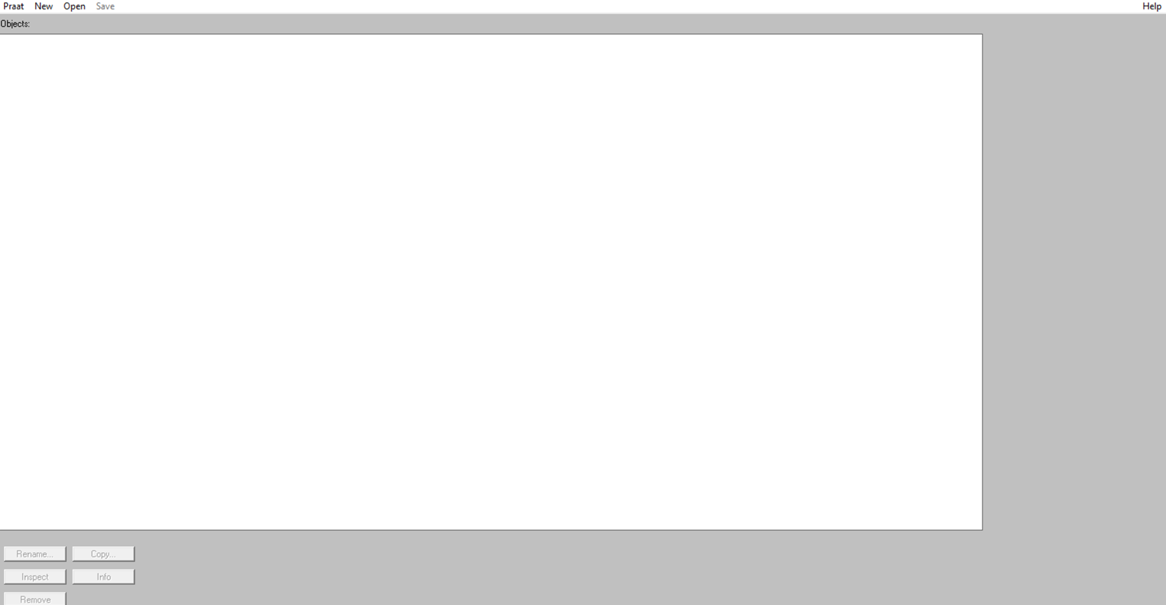 Praat New Open Save Help
Objects:
Rename... Copy...
Inspect Info
Remove